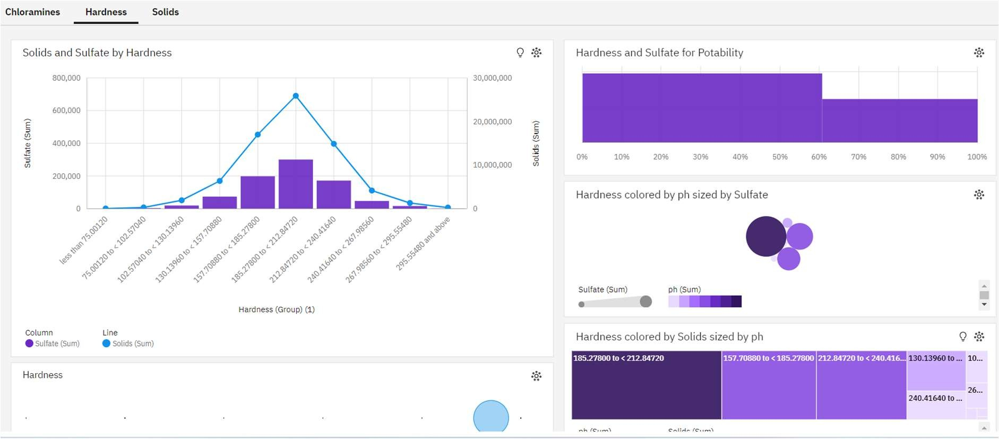 Chloramines Hardness Solids
Solids and Sulfate by Hardness
800,000
600,000
400,000
200,000
0
Sulfate (Sum)
30,000,000
20,000,000
10,000,000
0
Solids (Sum)
less than 75.00120
75.00120 to < 102.57040
102.57040 to < 130.13960
130.13960 to < 157.70880
157.70880 to < 185.27800
185.27800 to < 212.84720
212.84720 to < 240.41640
240.41640 to < 267.98560
267.98560 to < 295.55480
295.55480 and above
Hardness (Group) (1)
Column Line
Sulfate (Sum) Solids (Sum)
Hardness
Hardness and Sulfate for Potability
0% 10% 20% 30% 40% 50% 60% 70% 80% 90% 100%
Hardness colored by ph sized by Sulfate
Sulfate (Sum) ph (Sum)
Hardness colored by Solids sized by ph
185.27800 to < 212.84720 157.70880 to < 185.27800 212.84720 to < 240.416... 130.13960 to ... 10...
26...
240.41640 to ...
ph (Sum) Solids (Sum)